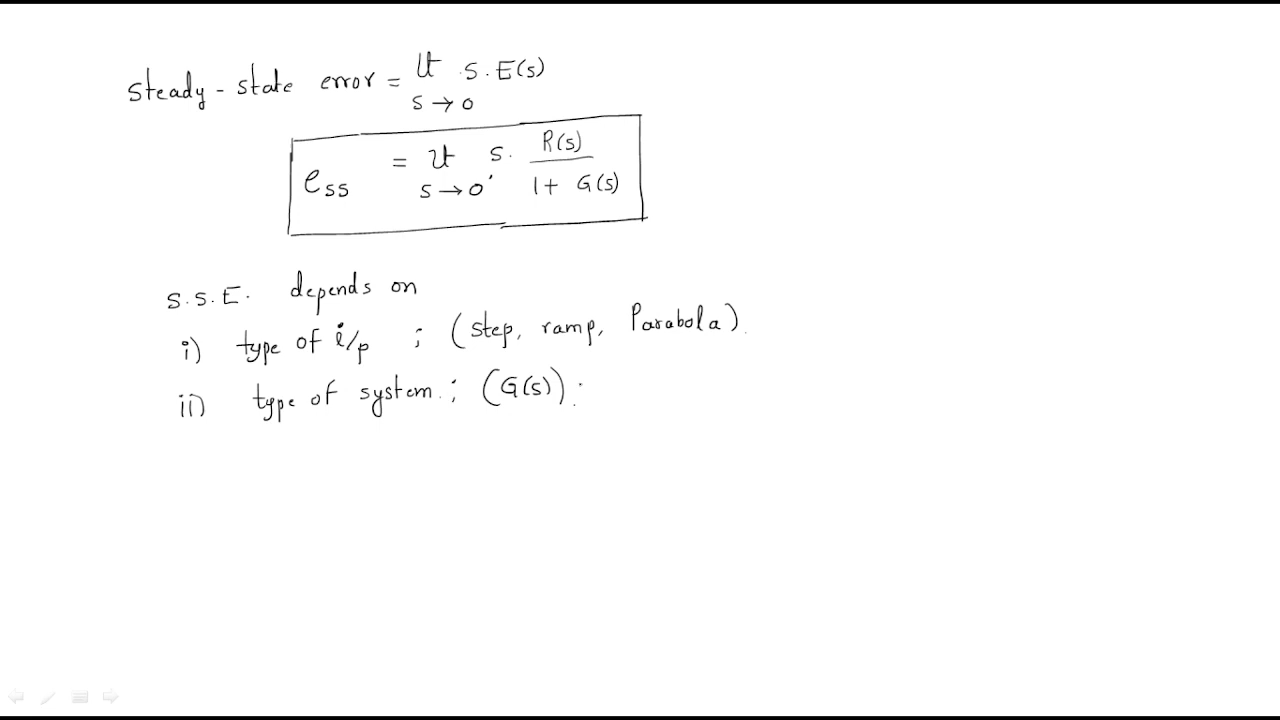 Steady - state error = lt s. E(s)
s → 0
ess = lt s. R(s) / 1 + G(s)
s → 0
S.S.E. depends on
i) type of i/p ; (step, ramp, Parabola).
ii) type of system. ; (G(s)).